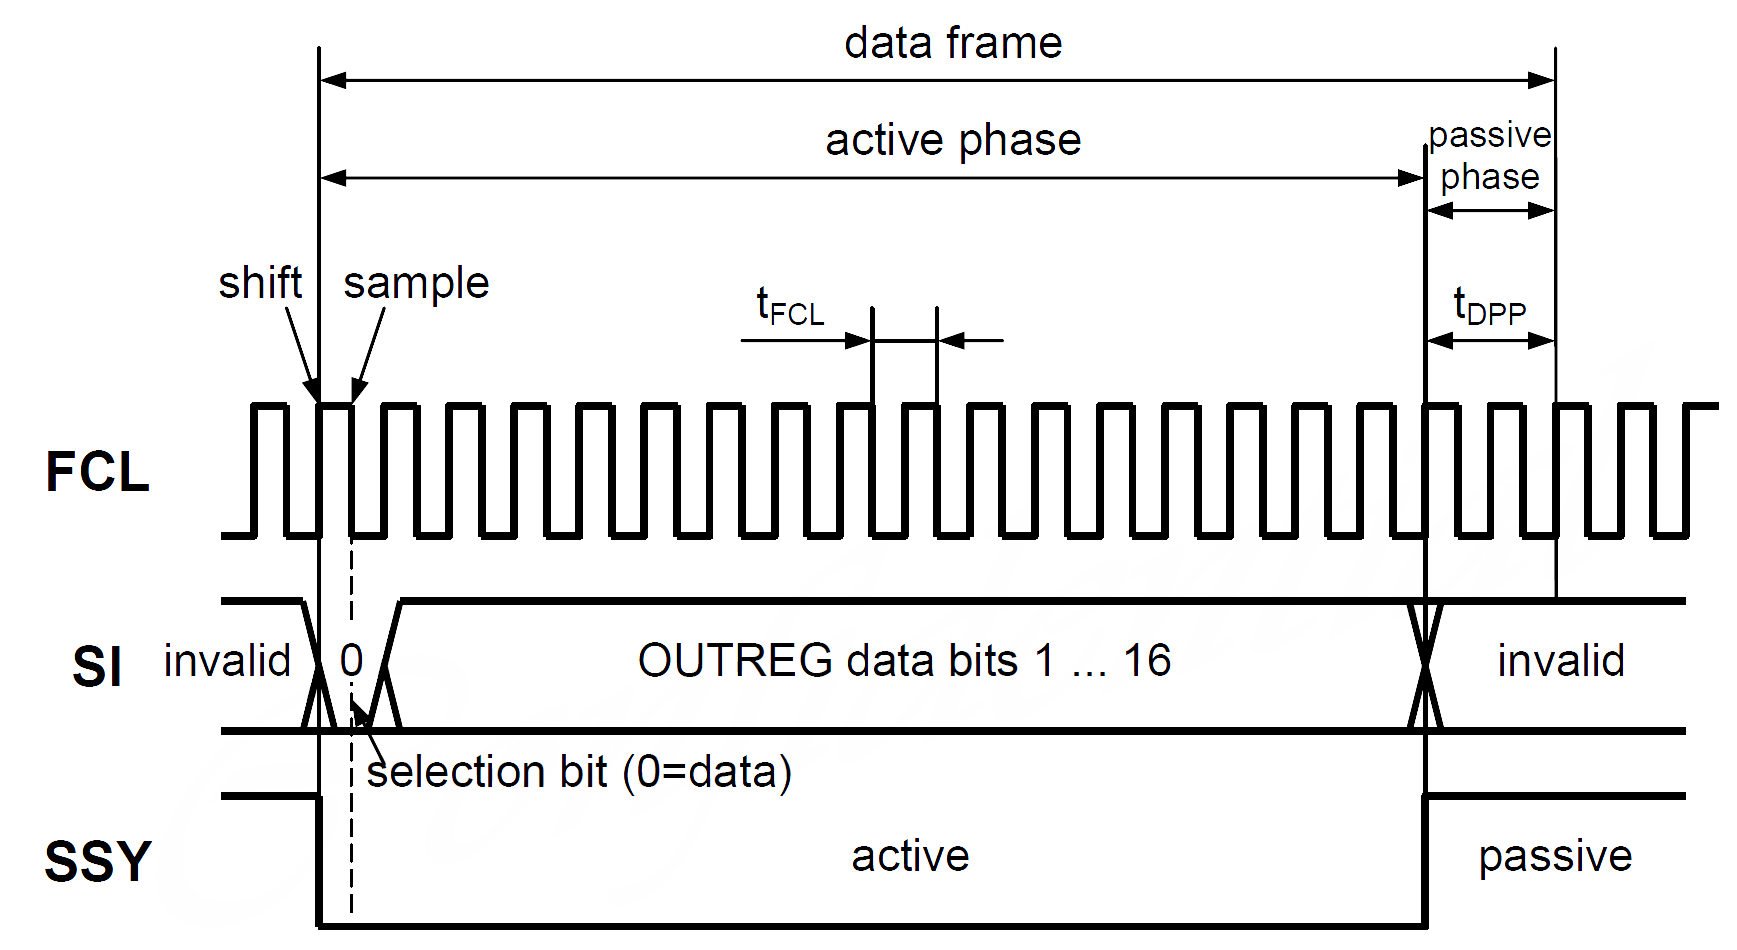 data frame
active phase
passive
phase
shift
sample
tFCL
tDPP
FCL
SI
invalid
0
OUTREG data bits 1 ... 16
invalid
selection bit (0=data)
SSY
active
passive